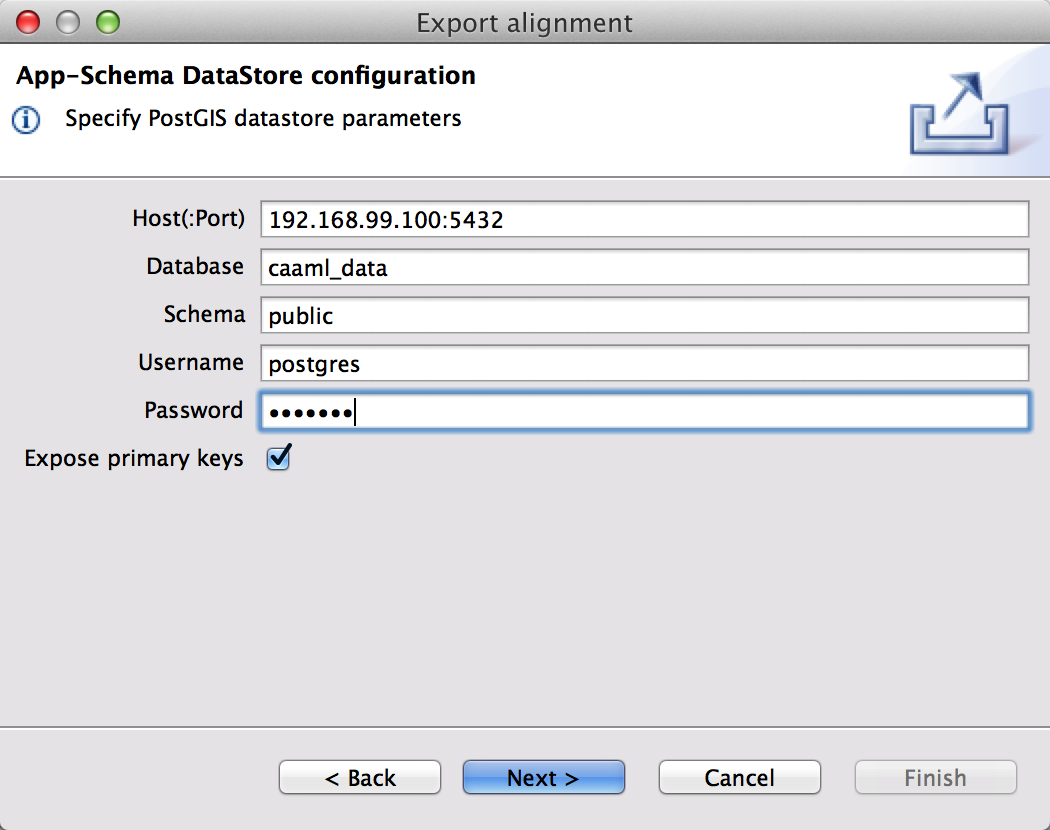 Export alignment
App-Schema DataStore configuration
Specify PostGIS datastore parameters
Host(:Port) 192.168.99.100:5432
Database caaml_data
Schema public
Username postgres
Password •••••••
Expose primary keys
< Back Next > Cancel Finish